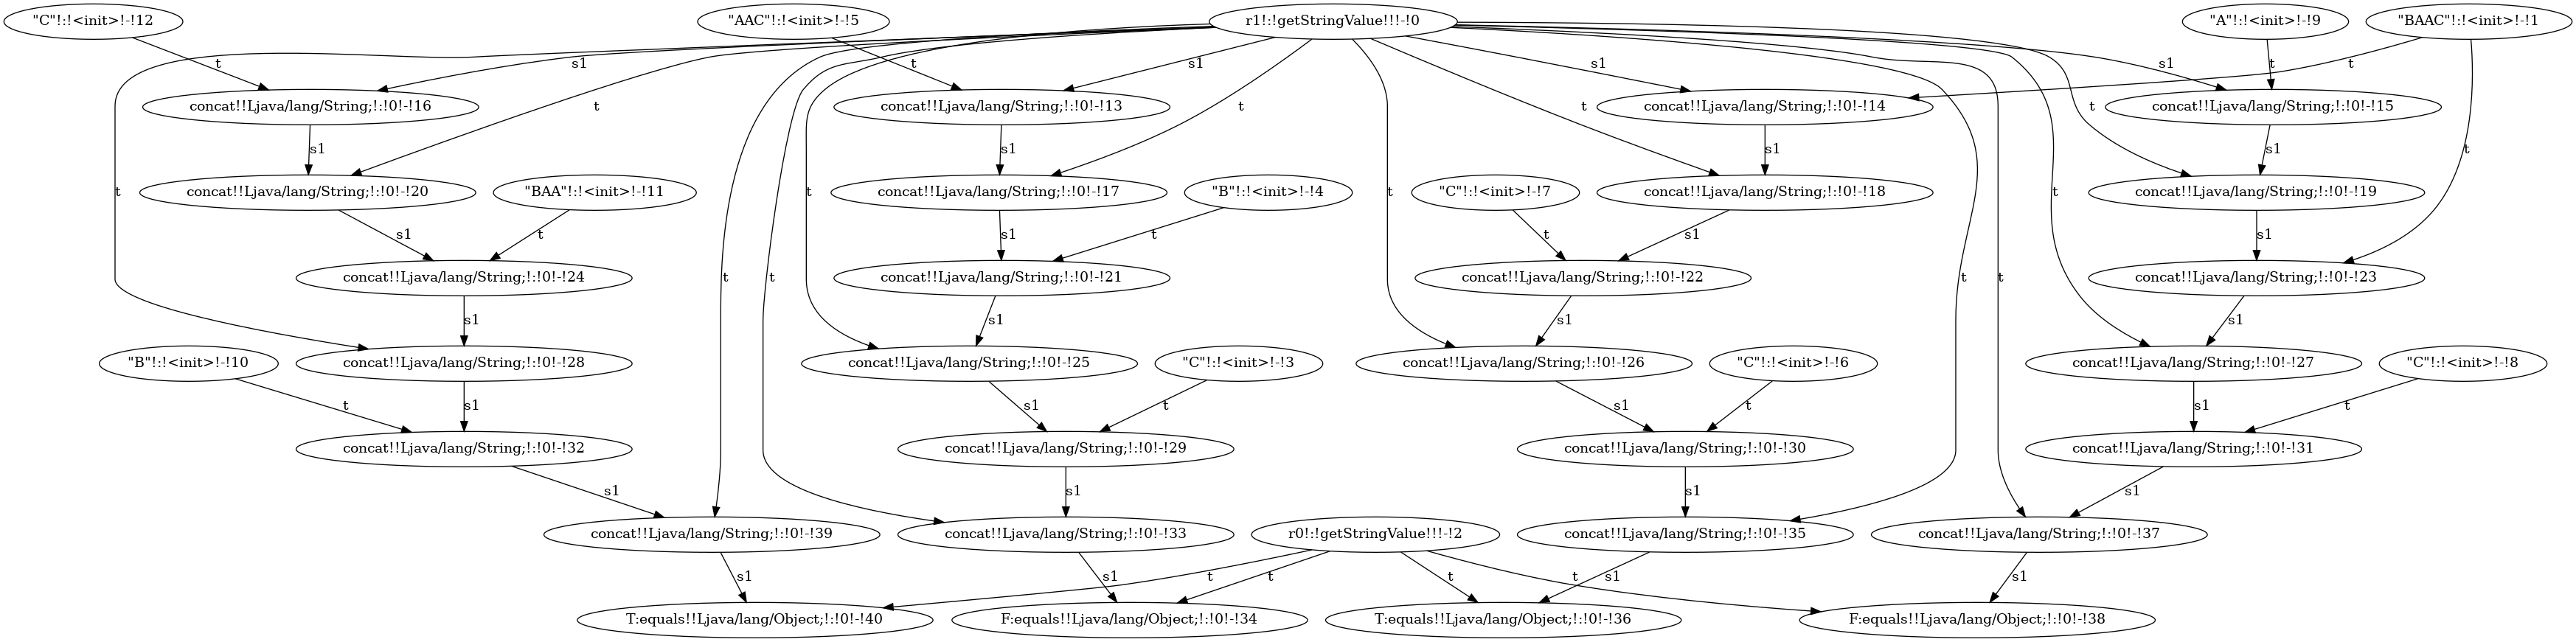 "C"!:!<init>!-!12
"AAC"!:!<init>!-!5
r1!:!getStringValue!!!-!0
"A"!:!<init>!-!9
"BAAC"!:!<init>!-!1
t
s1
t
s1
s1
s1
t
t
concat!!Ljava/lang/String;!:!0!-!16
concat!!Ljava/lang/String;!:!0!-!13
concat!!Ljava/lang/String;!:!0!-!14
concat!!Ljava/lang/String;!:!0!-!15
t
t
t
t
s1
s1
s1
s1
t
t
concat!!Ljava/lang/String;!:!0!-!20
"BAA"!:!<init>!-!11
t
concat!!Ljava/lang/String;!:!0!-!17
"B"!:!<init>!-!4
"C"!:!<init>!-!7
t
concat!!Ljava/lang/String;!:!0!-!18
t
concat!!Ljava/lang/String;!:!0!-!19
s1
t
s1
t
t
s1
s1
concat!!Ljava/lang/String;!:!0!-!24
t
t
concat!!Ljava/lang/String;!:!0!-!21
concat!!Ljava/lang/String;!:!0!-!22
t
t
concat!!Ljava/lang/String;!:!0!-!23
s1
s1
s1
s1
"B"!:!<init>!-!10
concat!!Ljava/lang/String;!:!0!-!28
concat!!Ljava/lang/String;!:!0!-!25
"C"!:!<init>!-!3
concat!!Ljava/lang/String;!:!0!-!26
"C"!:!<init>!-!6
concat!!Ljava/lang/String;!:!0!-!27
"C"!:!<init>!-!8
t
s1
s1
t
s1
t
s1
t
concat!!Ljava/lang/String;!:!0!-!32
concat!!Ljava/lang/String;!:!0!-!29
concat!!Ljava/lang/String;!:!0!-!30
concat!!Ljava/lang/String;!:!0!-!31
s1
s1
s1
s1
concat!!Ljava/lang/String;!:!0!-!39
concat!!Ljava/lang/String;!:!0!-!33
r0!:!getStringValue!!!-!2
concat!!Ljava/lang/String;!:!0!-!35
concat!!Ljava/lang/String;!:!0!-!37
s1
s1
t
t
t
s1
t
s1
T:equals!!Ljava/lang/Object;!:!0!-!40
F:equals!!Ljava/lang/Object;!:!0!-!34
T:equals!!Ljava/lang/Object;!:!0!-!36
F:equals!!Ljava/lang/Object;!:!0!-!38